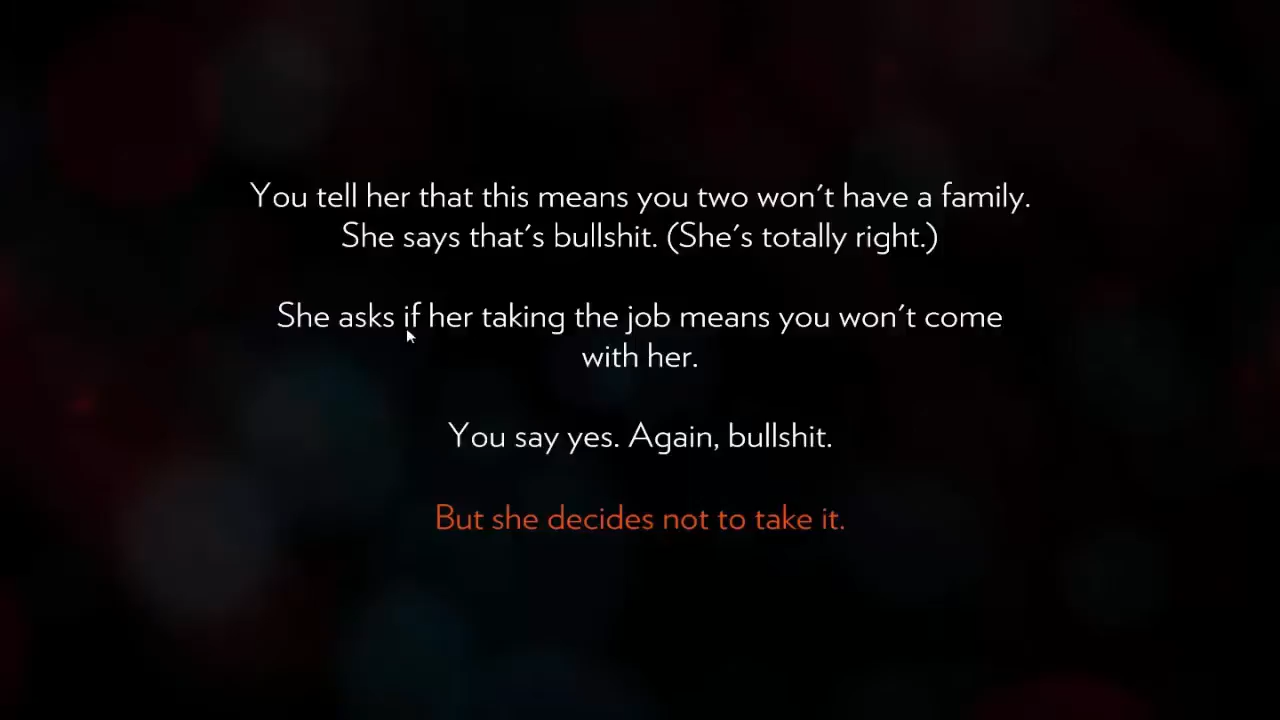 You tell her that this means you two won't have a family.
She says that's bullshit. (She's totally right.)
She asks if her taking the job means you won't come
with her.
You say yes. Again, bullshit.
But she decides not to take it.